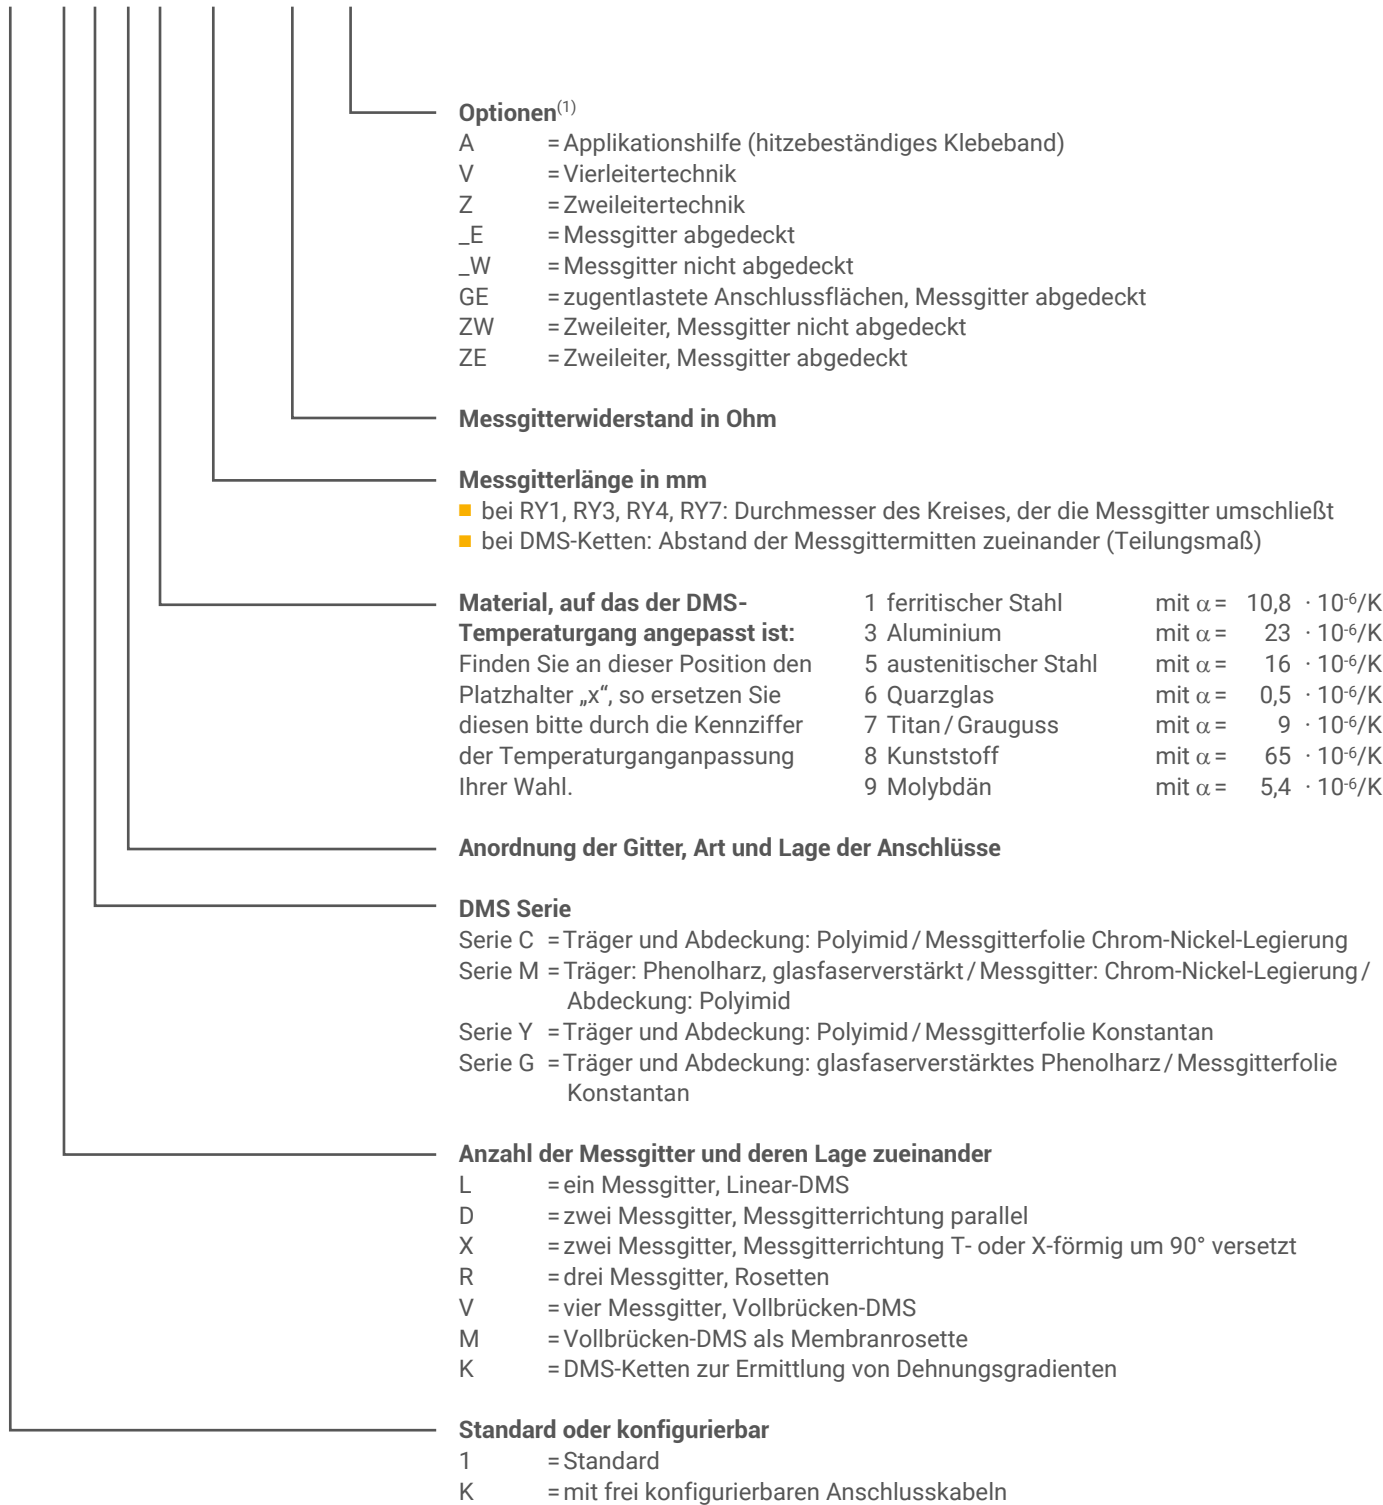 Optionen(1)
A = Applikationshilfe (hitzebeständiges Klebeband)
V = Vierleitertechnik
Z = Zweileitertechnik
_E = Messgitter abgedeckt
_W = Messgitter nicht abgedeckt
GE = zugentlastete Anschlussflächen, Messgitter abgedeckt
ZW = Zweileiter, Messgitter nicht abgedeckt
ZE = Zweileiter, Messgitter abgedeckt
Messgitterwiderstand in Ohm
Messgitterlänge in mm
■ bei RY1, RY3, RY4, RY7: Durchmesser des Kreises, der die Messgitter umschließt
■ bei DMS-Ketten: Abstand der Messgittermitten zueinander (Teilungsmaß)
Material, auf das der DMS- 1 ferritischer Stahl mit α = 10,8 · 10-6/K
Temperaturgang angepasst ist: 3 Aluminium mit α = 23 · 10-6/K
Finden Sie an dieser Position den 5 austenitischer Stahl mit α = 16 · 10-6/K
Platzhalter „x“, so ersetzen Sie 6 Quarzglas mit α = 0,5 · 10-6/K
diesen bitte durch die Kennziffer 7 Titan / Grauguss mit α = 9 · 10-6/K
der Temperaturganganpassung 8 Kunststoff mit α = 65 · 10-6/K
Ihrer Wahl. 9 Molybdän mit α = 5,4 · 10-6/K
Anordnung der Gitter, Art und Lage der Anschlüsse
DMS Serie
Serie C = Träger und Abdeckung: Polyimid / Messgitterfolie Chrom-Nickel-Legierung
Serie M = Träger: Phenolharz, glasfaserverstärkt / Messgitter: Chrom-Nickel-Legierung /
Abdeckung: Polyimid
Serie Y = Träger und Abdeckung: Polyimid / Messgitterfolie Konstantan
Serie G = Träger und Abdeckung: glasfaserverstärktes Phenolharz / Messgitterfolie
Konstantan
Anzahl der Messgitter und deren Lage zueinander
L = ein Messgitter, Linear-DMS
D = zwei Messgitter, Messgitterrichtung parallel
X = zwei Messgitter, Messgitterrichtung T- oder X-förmig um 90° versetzt
R = drei Messgitter, Rosetten
V = vier Messgitter, Vollbrücken-DMS
M = Vollbrücken-DMS als Membranrosette
K = DMS-Ketten zur Ermittlung von Dehnungsgradienten
Standard oder konfigurierbar
1 = Standard
K = mit frei konfigurierbaren Anschlusskabeln